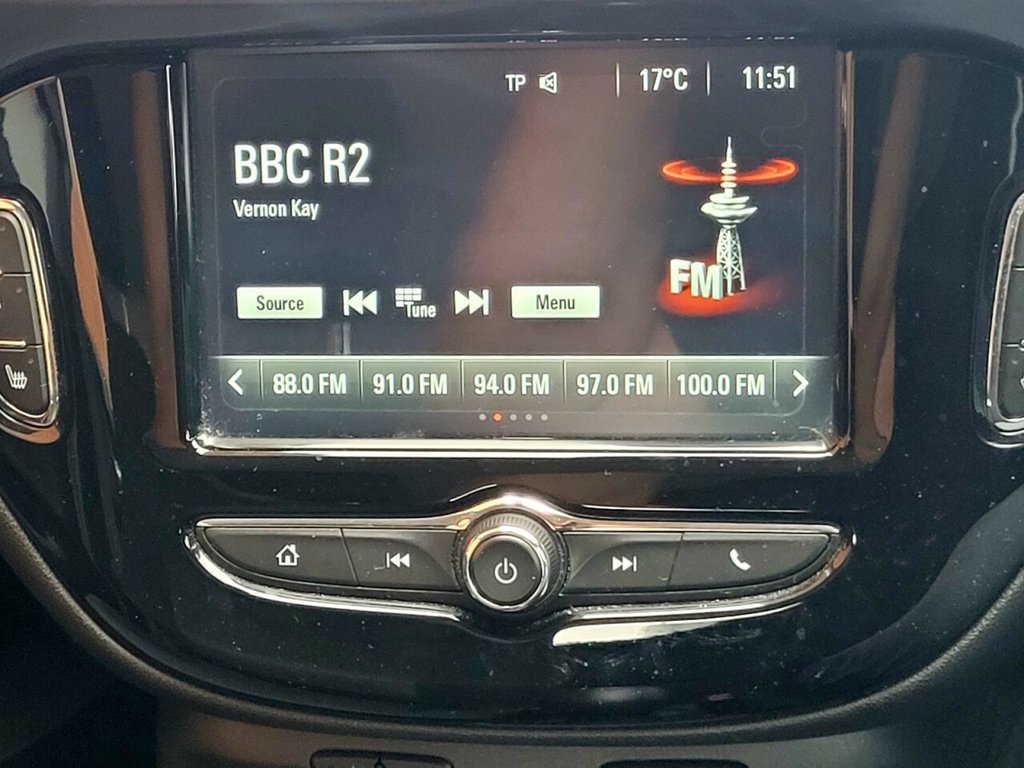 TP 17°C 11:51
BBC R2
Vernon Kay
FM
Source Tune Menu
88.0 FM 91.0 FM 94.0 FM 97.0 FM 100.0 FM